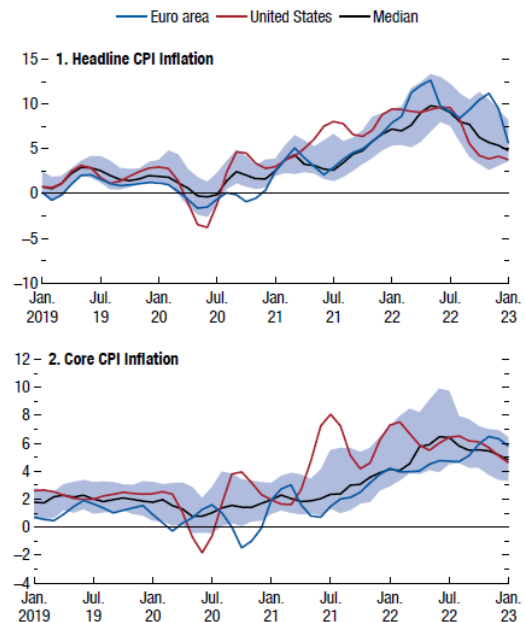 Euro area United States Median
1. Headline CPI Inflation
15
10
5
0
–5
–10
Jan. Jul. Jan. Jul. Jan. Jul. Jan. Jul. Jan.
2019 19 20 20 21 21 22 22 23
2. Core CPI Inflation
12
10
8
6
4
2
0
–2
–4
Jan. Jul. Jan. Jul. Jan. Jul. Jan. Jul. Jan.
2019 19 20 20 21 21 22 22 23